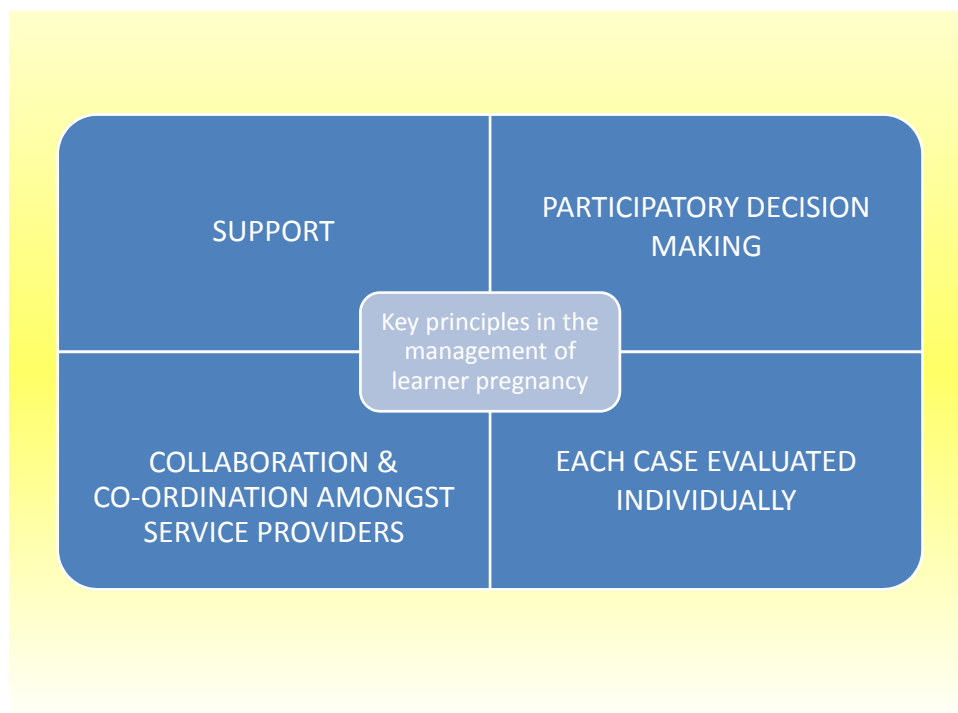 SUPPORT
PARTICIPATORY DECISION
MAKING
Key principles in the
management of
learner pregnancy
COLLABORATION &
CO-ORDINATION AMONGST
SERVICE PROVIDERS
EACH CASE EVALUATED
INDIVIDUALLY